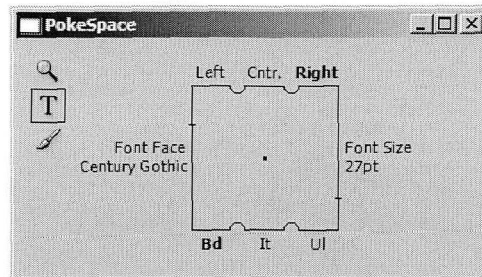 PokeSpace
Left Cntr. Right
T
Font Face
Century Gothic
Font Size
27pt
Bd It Ul